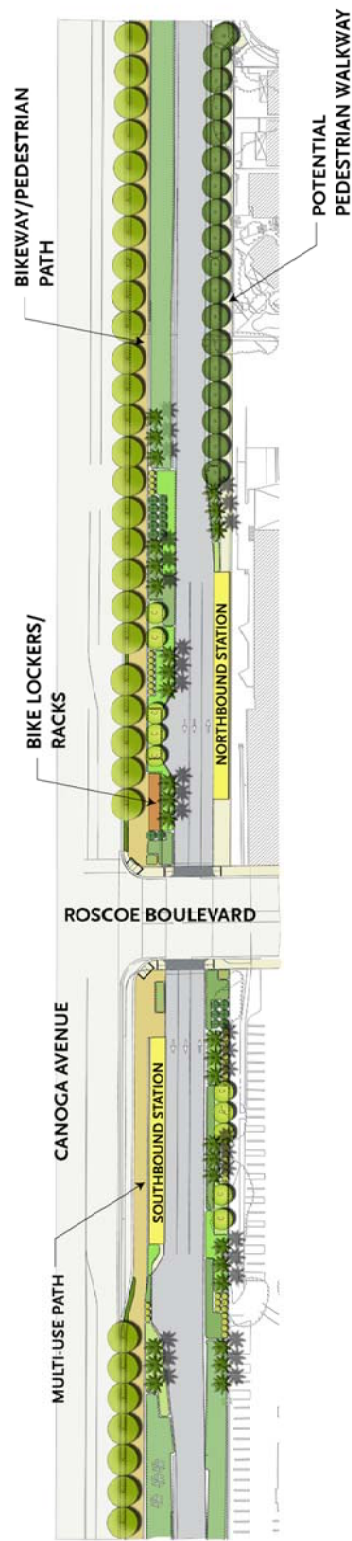 BIKEWAY/PEDESTRIAN
PATH
POTENTIAL
PEDESTRIAN WALKWAY
BIKE LOCKERS/
RACKS
NORTHBOUND STATION
ROSCOE BOULEVARD
CANOGA AVENUE
SOUTHBOUND STATION
MULTI-USE PATH